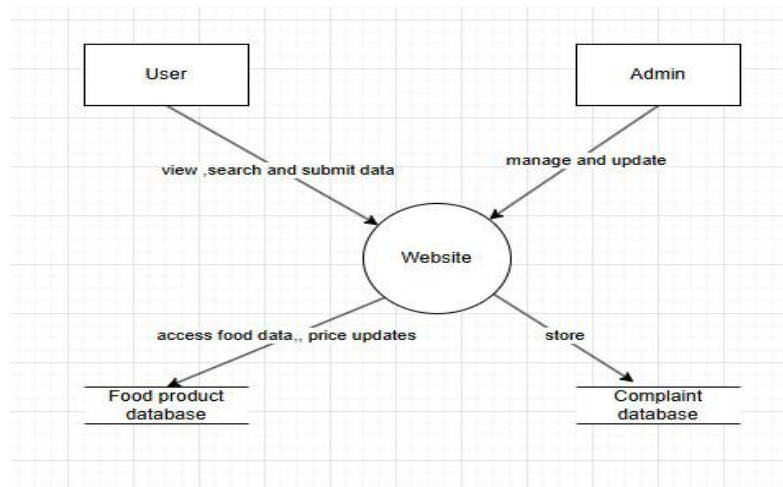 User
Admin
view ,search and submit data
manage and update
Website
access food data,, price updates
store
Food product
database
Complaint
database